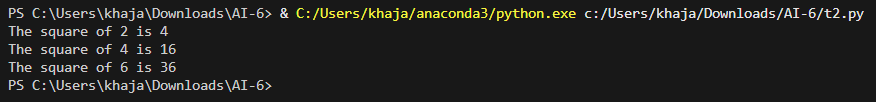 PS C:\Users\khaja\Downloads\AI-6> & C:/Users/khaja/anaconda3/python.exe c:/Users/khaja/Downloads/AI-6/t2.py
The square of 2 is 4
The square of 4 is 16
The square of 6 is 36
PS C:\Users\khaja\Downloads\AI-6>